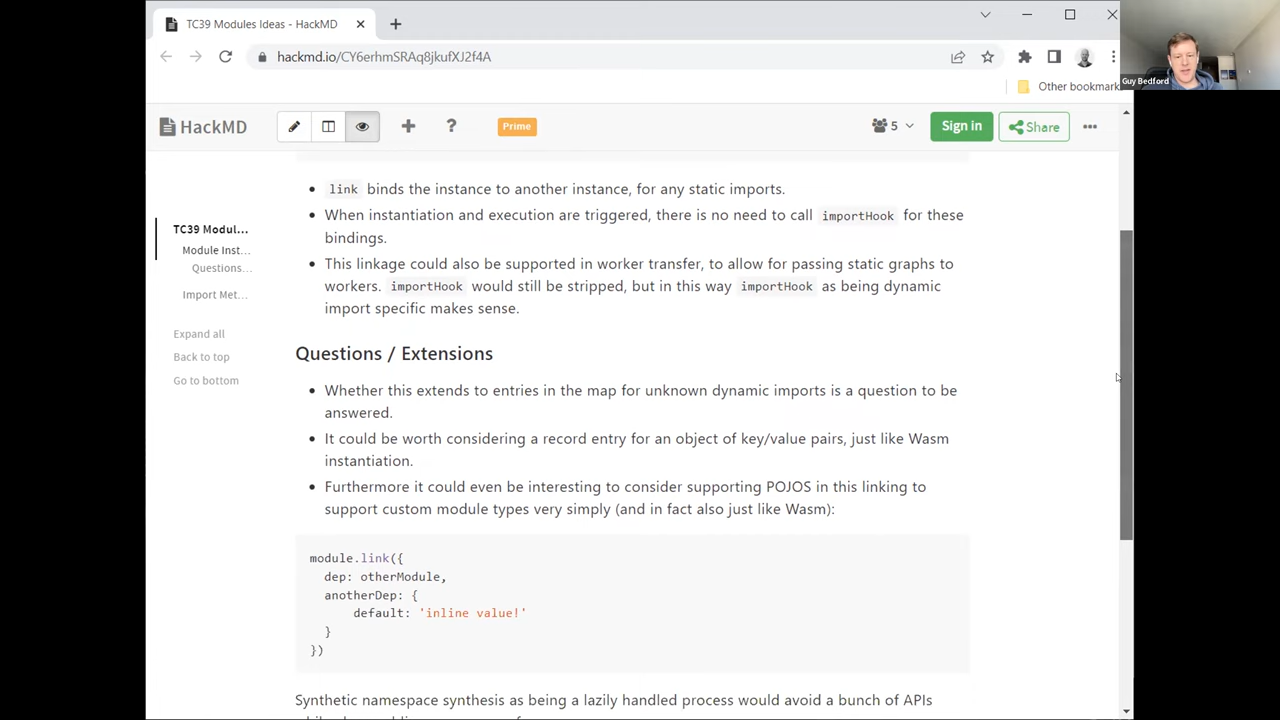 TC39 Modules Ideas - HackMD
hackmd.io/CY6erhmSRAq8jkufXJ2f4A
Guy Bedford
Other bookmark
HackMD
Prime
5
Sign in
Share
TC39 Modul...
Module Inst...
Questions...
Import Met...
Expand all
Back to top
Go to bottom
link binds the instance to another instance, for any static imports.
When instantiation and execution are triggered, there is no need to call importHook for these
bindings.
This linkage could also be supported in worker transfer, to allow for passing static graphs to
workers. importHook would still be stripped, but in this way importHook as being dynamic
import specific makes sense.
Questions / Extensions
Whether this extends to entries in the map for unknown dynamic imports is a question to be
answered.
It could be worth considering a record entry for an object of key/value pairs, just like Wasm
instantiation.
Furthermore it could even be interesting to consider supporting POJOS in this linking to
support custom module types very simply (and in fact also just like Wasm):
module.link({
dep: otherModule,
anotherDep: {
default: 'inline value!'
}
})
Synthetic namespace synthesis as being a lazily handled process would avoid a bunch of APIs